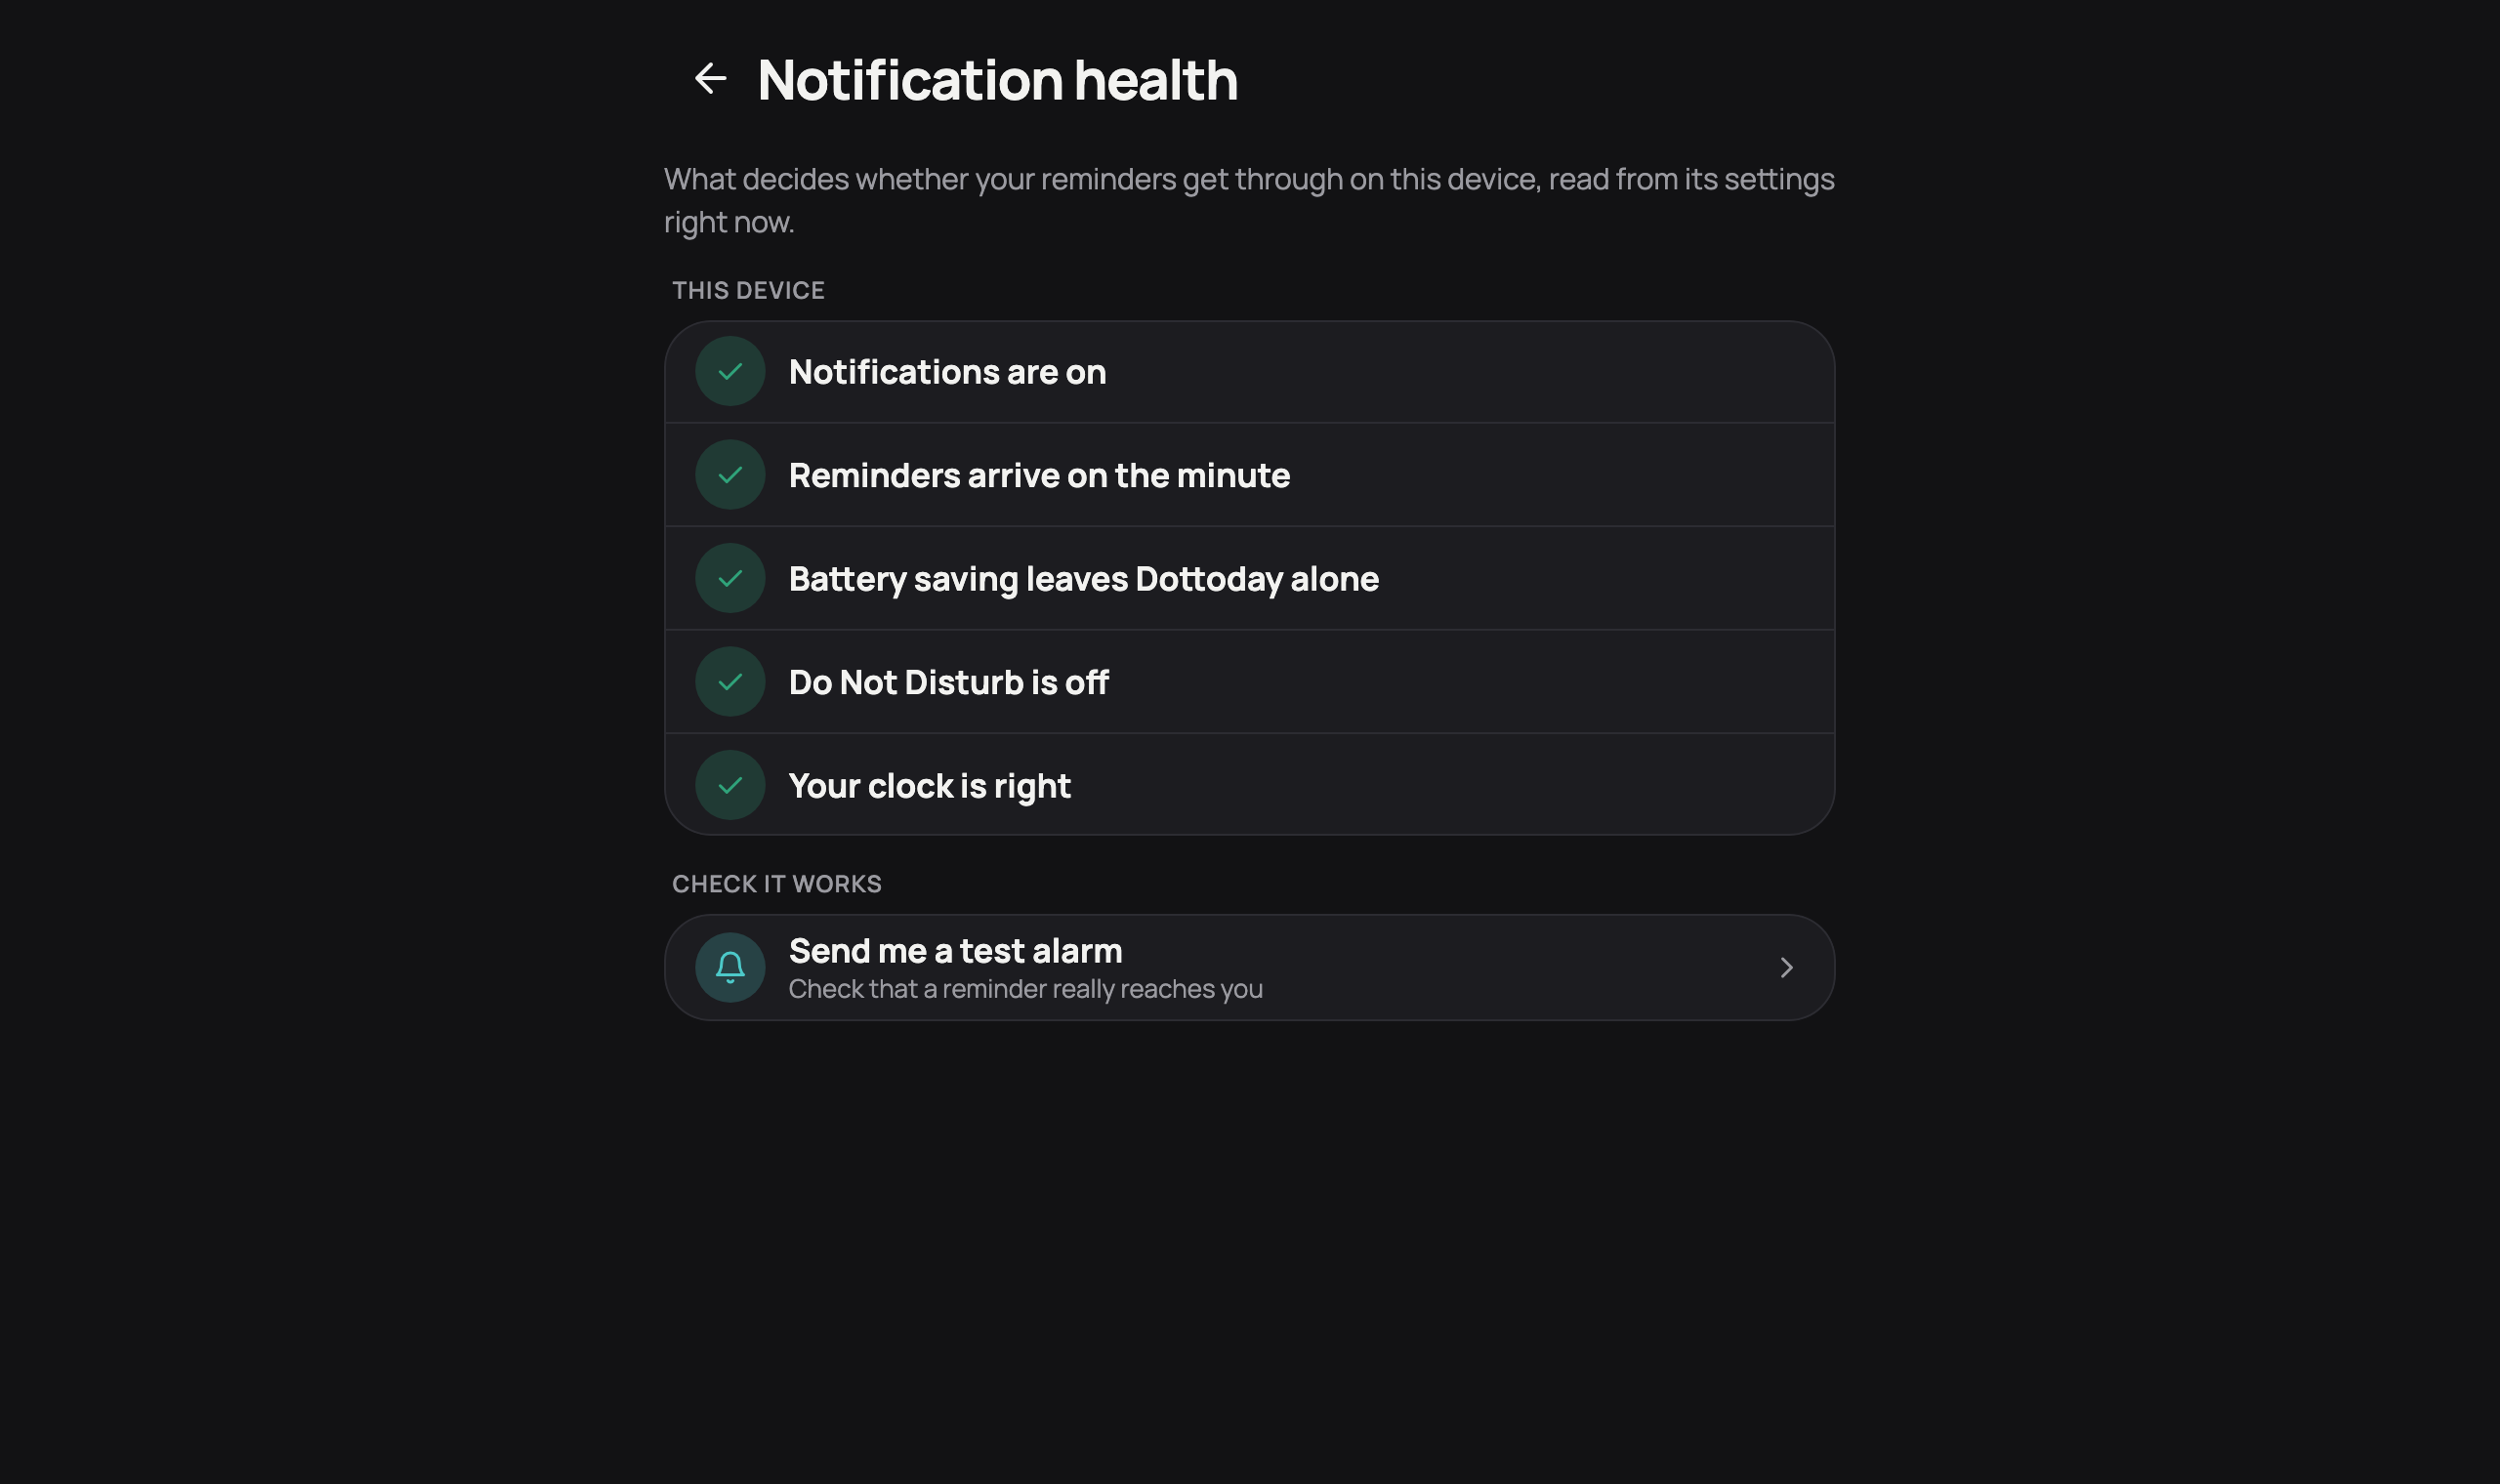 Notification health
What decides whether your reminders get through on this device, read from its settings
right now.
THIS DEVICE
Notifications are on
Reminders arrive on the minute
Battery saving leaves Dottoday alone
Do Not Disturb is off
Your clock is right
CHECK IT WORKS
Send me a test alarm
Check that a reminder really reaches you